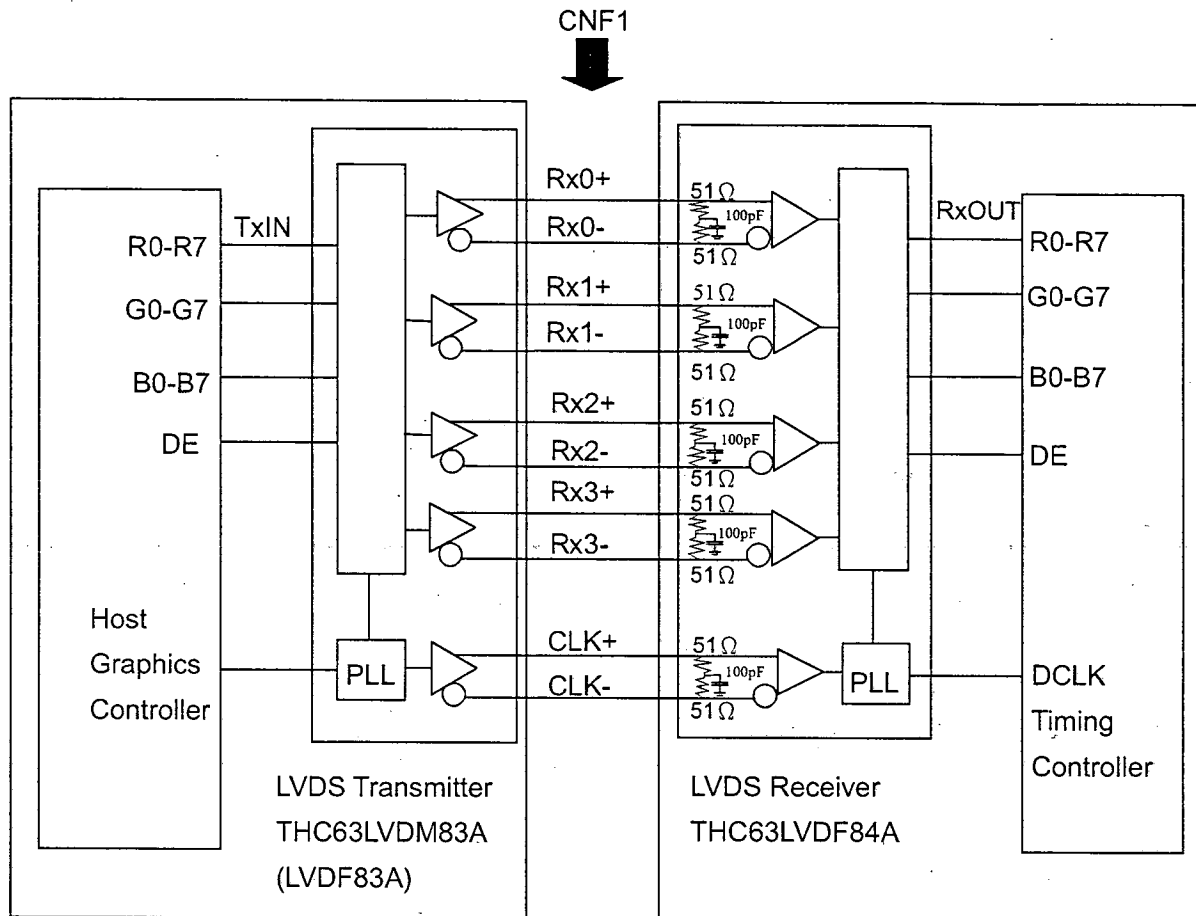 CNF1
TxIN
R0-R7
G0-G7
B0-B7
DE
Host
Graphics
Controller
PLL
Rx0+
Rx0-
Rx1+
Rx1-
Rx2+
Rx2-
Rx3+
Rx3-
CLK+
CLK-
51Ω
100pF
51Ω
51Ω
100pF
51Ω
51Ω
100pF
51Ω
51Ω
100pF
51Ω
51Ω
100pF
51Ω
PLL
RxOUT
R0-R7
G0-G7
B0-B7
DE
DCLK
Timing
Controller
LVDS Transmitter
THC63LVDM83A
(LVDF83A)
LVDS Receiver
THC63LVDF84A